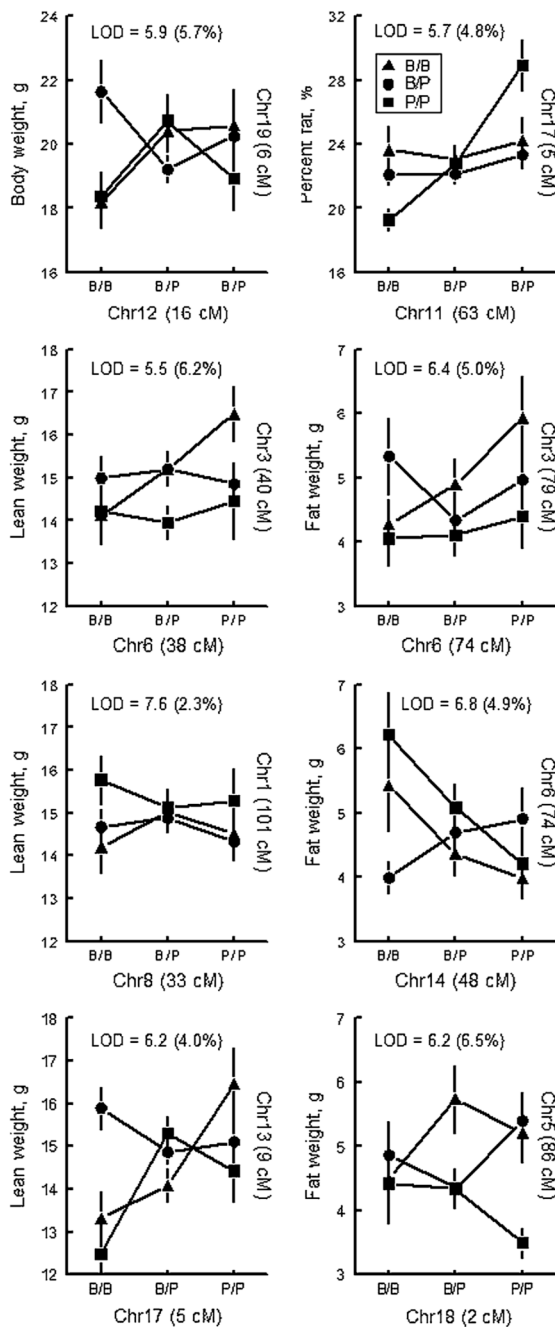 LOD = 5.9 (5.7%)
Body weight, g
22
20
18
16
B/B
B/P
B/P
Chr12 (16 cM)
Chr19 (6 cM)
LOD = 5.7 (4.8%)
B/B
B/P
P/P
Percent rat, %
32
28
24
20
16
B/B
B/P
B/P
Chr11 (63 cM)
Chr17 (5 cM)
LOD = 5.5 (6.2%)
Lean weight, g
17
16
15
14
13
12
B/B
B/P
P/P
Chr6 (38 cM)
Chr3 (40 cM)
LOD = 6.4 (5.0%)
Fat weight, g
7
6
5
4
3
B/B
B/P
P/P
Chr6 (74 cM)
Chr3 (79 cM)
LOD = 7.6 (2.3%)
Lean weight, g
17
16
15
14
13
12
B/B
B/P
P/P
Chr8 (33 cM)
Chr1 (101 cM)
LOD = 6.8 (4.9%)
Fat weight, g
7
6
5
4
3
B/B
B/P
P/P
Chr14 (48 cM)
Chr6 (74 cM)
LOD = 6.2 (4.0%)
Lean weight, g
17
16
15
14
13
12
B/B
B/P
P/P
Chr17 (5 cM)
Chr13 (9 cM)
LOD = 6.2 (6.5%)
Fat weight, g
7
6
5
4
3
B/B
B/P
P/P
Chr18 (2 cM)
Chr5 (86 cM)